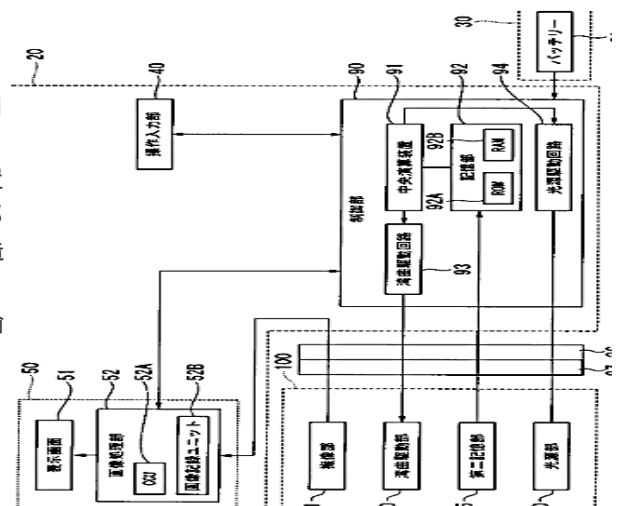 20
40
操作入力部
90
制御部
91
中央演算装置
92
記憶部
92A
ROM
92B
RAM
93
湾曲駆動回路
94
光源駆動回路
30
バッテリー
50
51
表示画面
52
画像処理部
52A
CCU
52B
画像記録ユニット
100
撮像部
湾曲駆動部
第二記憶部
光源部